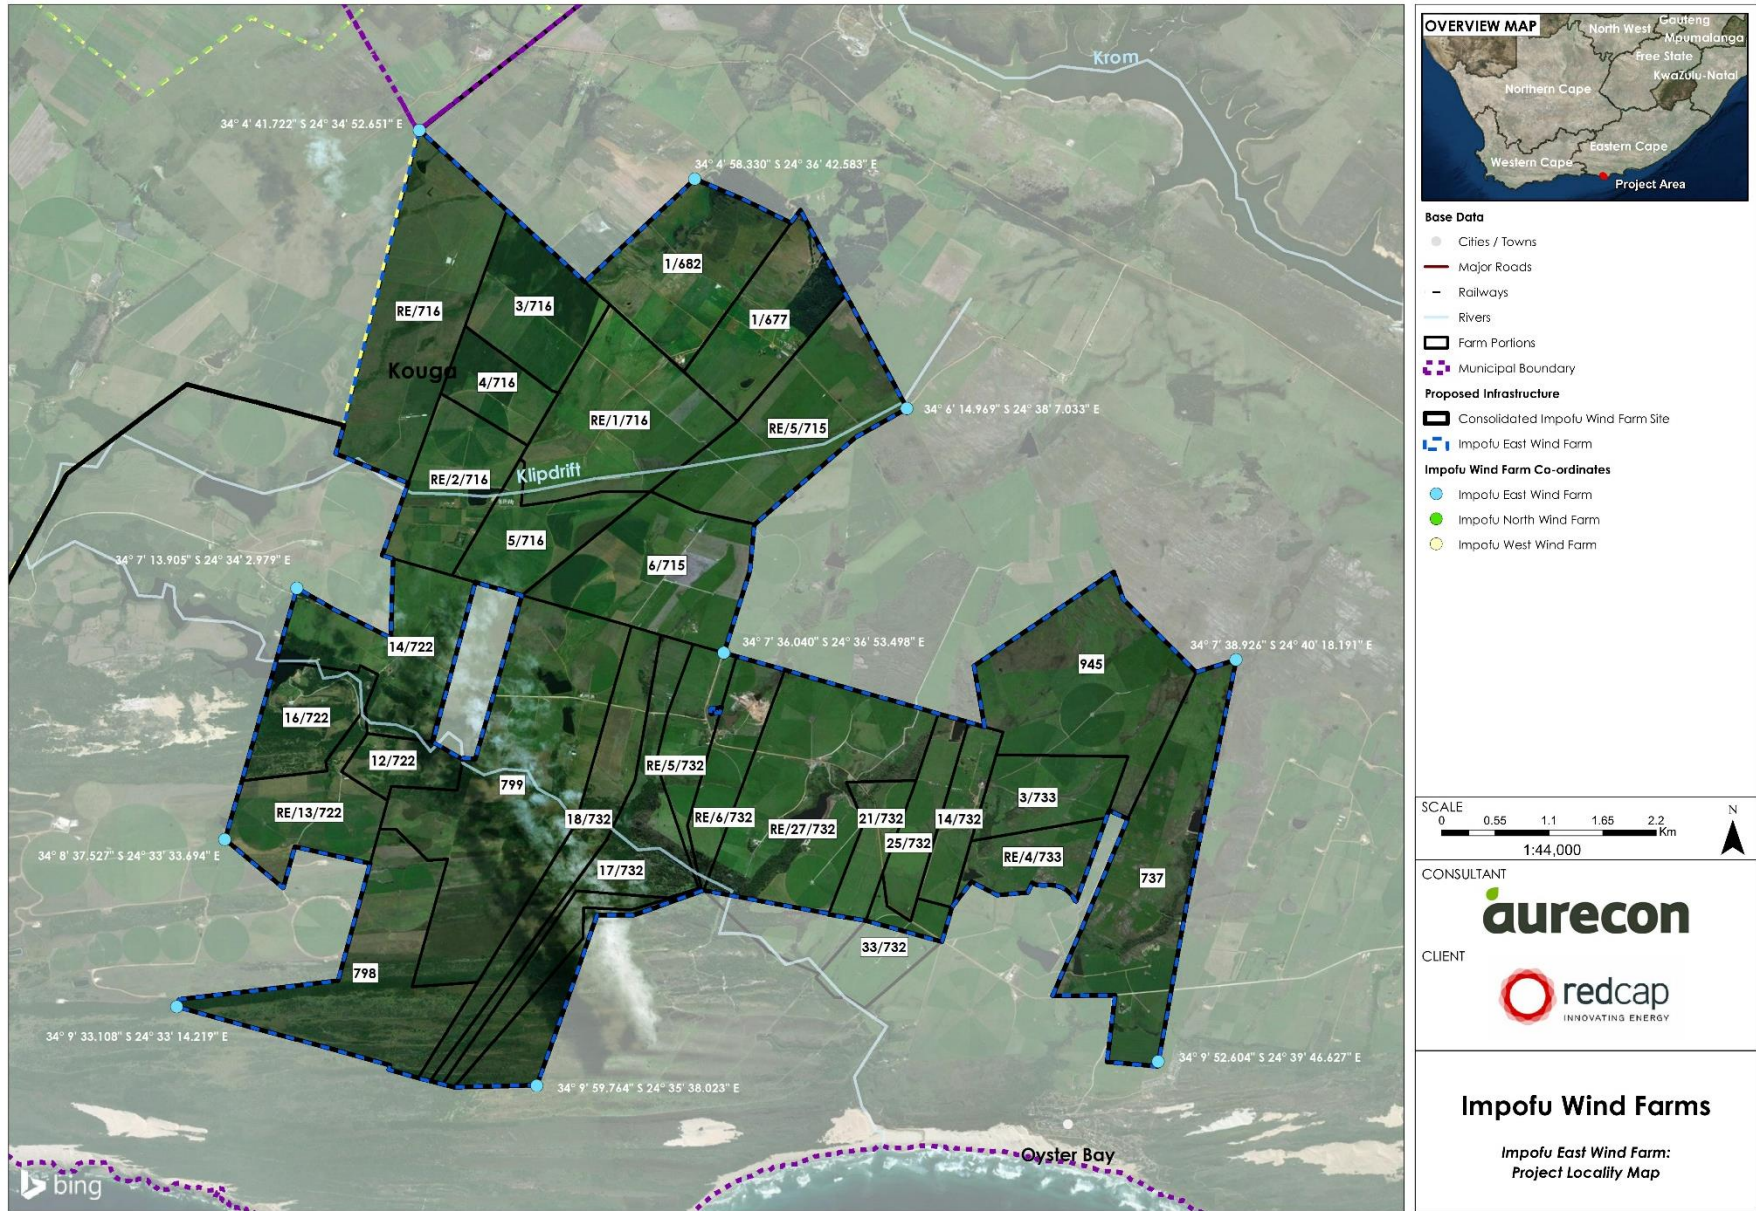 Krom
34° 4' 41.722" S 24° 34' 52.651" E
34° 4' 58.330" S 24° 36' 42.583" E
1/682
RE/716
3/716
1/677
Kouga
4/716
34° 6' 14.969" S 24° 38' 7.033" E
RE/1/716
RE/5/715
RE/2/716
Klipdrift
5/716
34° 7' 13.905" S 24° 34' 2.979" E
6/715
14/722
34° 7' 36.040" S 24° 36' 53.498" E
34° 7' 38.926" S 24° 40' 18.191" E
945
16/722
12/722
RE/5/732
799
3/733
RE/13/722
18/732
RE/6/732
RE/27/732
21/732
14/732
25/732
34° 8' 37.527" S 24° 33' 33.694" E
RE/4/733
17/732
737
33/732
798
34° 9' 33.108" S 24° 33' 14.219" E
34° 9' 52.604" S 24° 39' 46.627" E
34° 9' 59.764" S 24° 35' 38.023" E
Oyster Bay
bing
OVERVIEW MAP
North West
Gauteng
Mpumalanga
Free State
KwaZulu-Natal
Northern Cape
Eastern Cape
Western Cape
Project Area
Base Data
Cities / Towns
Major Roads
Railways
Rivers
Farm Portions
Municipal Boundary
Proposed Infrastructure
Consolidated Impofu Wind Farm Site
Impofu East Wind Farm
Impofu Wind Farm Co-ordinates
Impofu East Wind Farm
Impofu North Wind Farm
Impofu West Wind Farm
SCALE
N
0 0.55 1.1 1.65 2.2
Km
1:44,000
CONSULTANT
aurecon
CLIENT
redcap
INNOVATING ENERGY
Impofu Wind Farms
Impofu East Wind Farm:
Project Locality Map